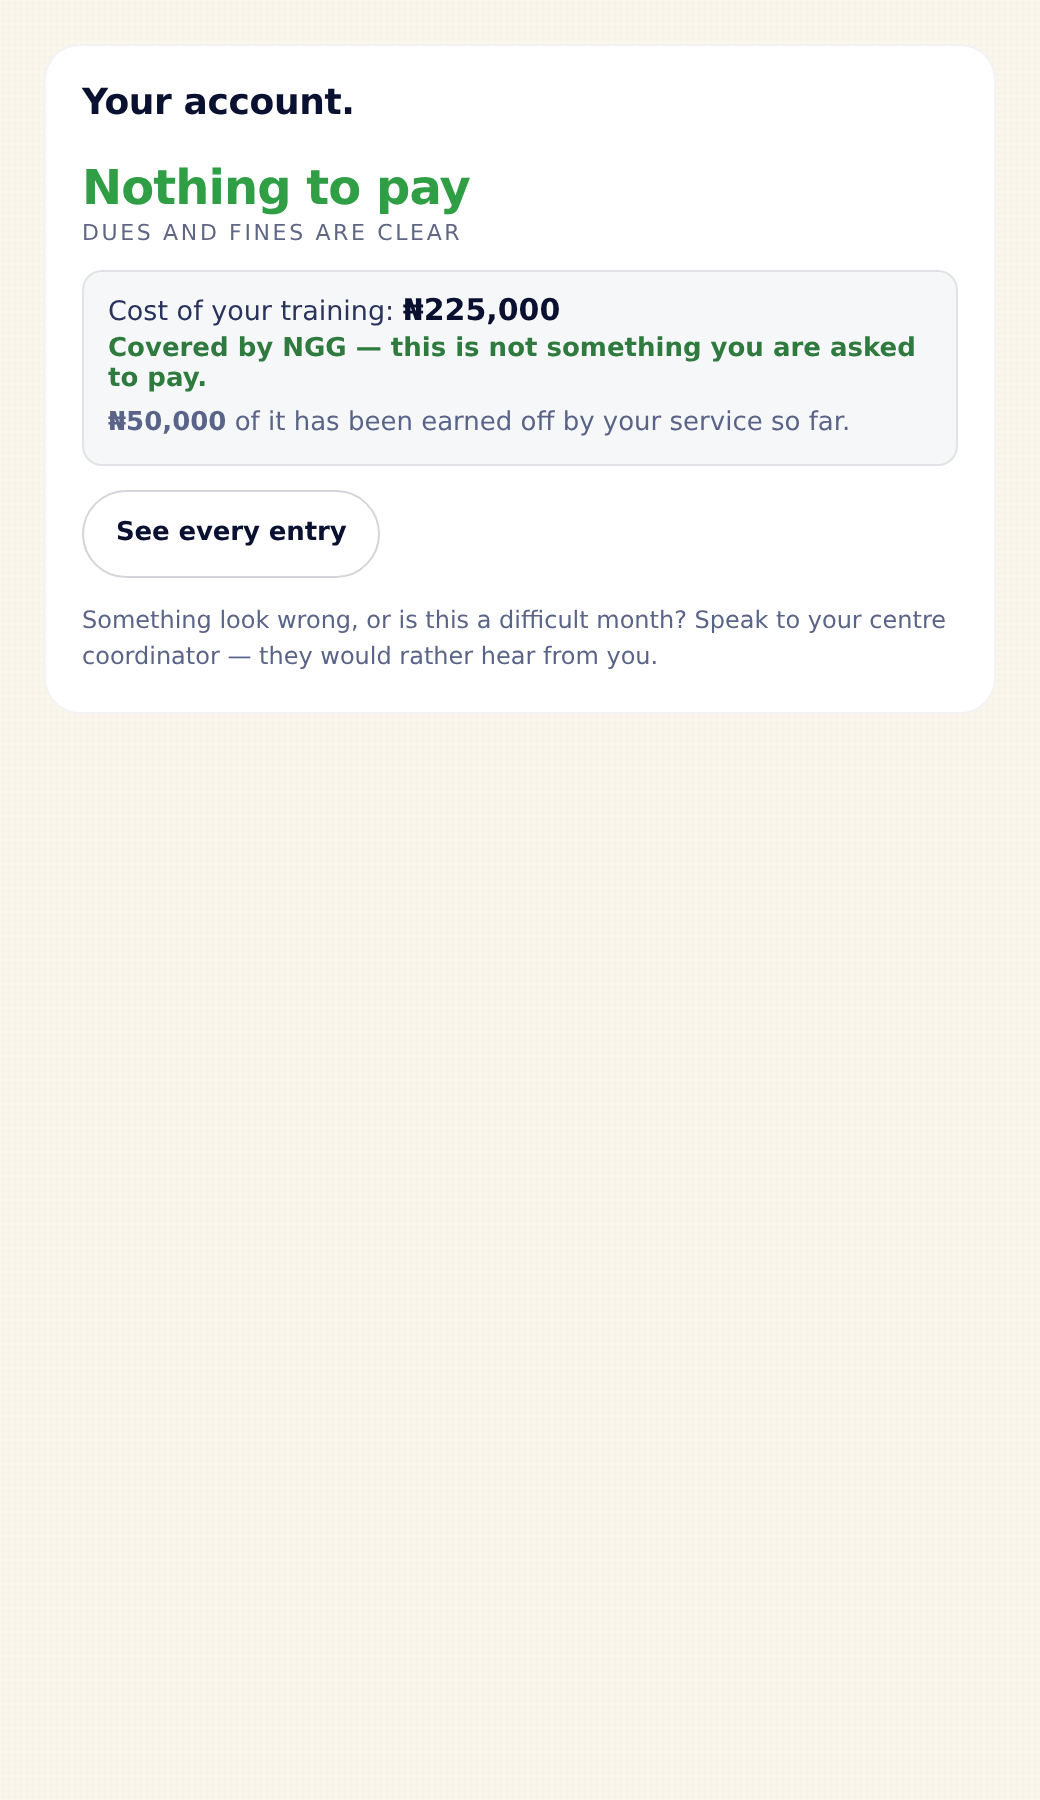 Your account.
Nothing to pay
DUES AND FINES ARE CLEAR
Cost of your training: ₦225,000
Covered by NGG — this is not something you are asked
to pay.
₦50,000 of it has been earned off by your service so far.
See every entry
Something look wrong, or is this a difficult month? Speak to your centre
coordinator — they would rather hear from you.